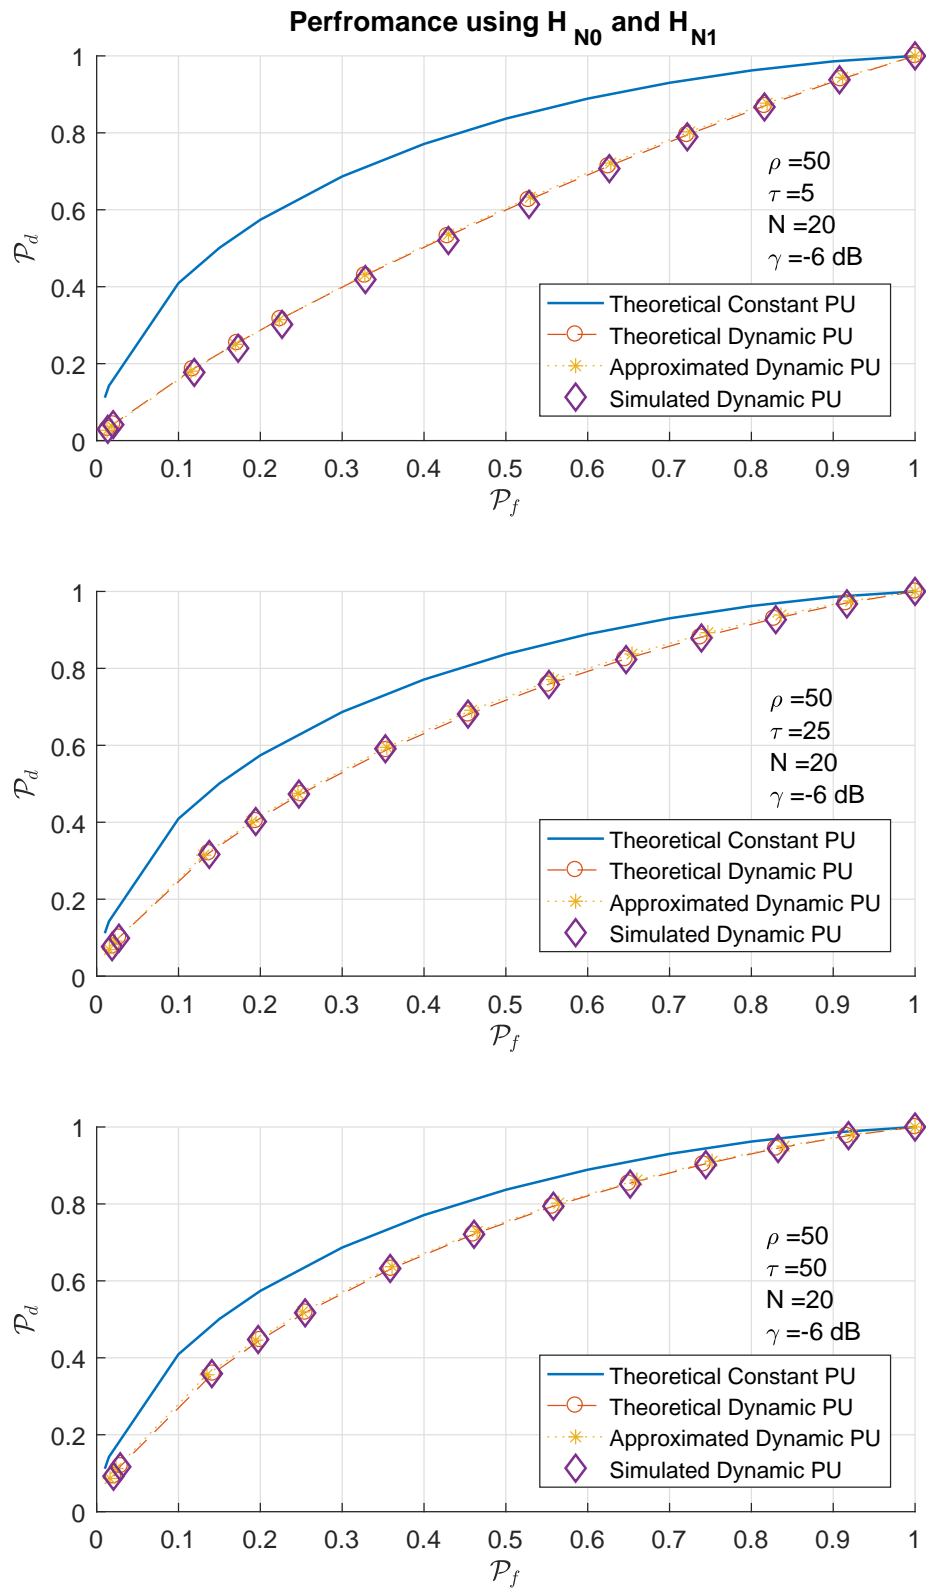 Perfromance using H N0 and H N1
1
0.8
0.6
0.4
0.2
0
𝒫d
ρ =50
τ =5
N =20
γ =-6 dB
Theoretical Constant PU
Theoretical Dynamic PU
Approximated Dynamic PU
Simulated Dynamic PU
0 0.1 0.2 0.3 0.4 0.5 0.6 0.7 0.8 0.9 1
𝒫f
1
0.8
0.6
0.4
0.2
0
𝒫d
ρ =50
τ =25
N =20
γ =-6 dB
Theoretical Constant PU
Theoretical Dynamic PU
Approximated Dynamic PU
Simulated Dynamic PU
0 0.1 0.2 0.3 0.4 0.5 0.6 0.7 0.8 0.9 1
𝒫f
1
0.8
0.6
0.4
0.2
0
𝒫d
ρ =50
τ =50
N =20
γ =-6 dB
Theoretical Constant PU
Theoretical Dynamic PU
Approximated Dynamic PU
Simulated Dynamic PU
0 0.1 0.2 0.3 0.4 0.5 0.6 0.7 0.8 0.9 1
𝒫f